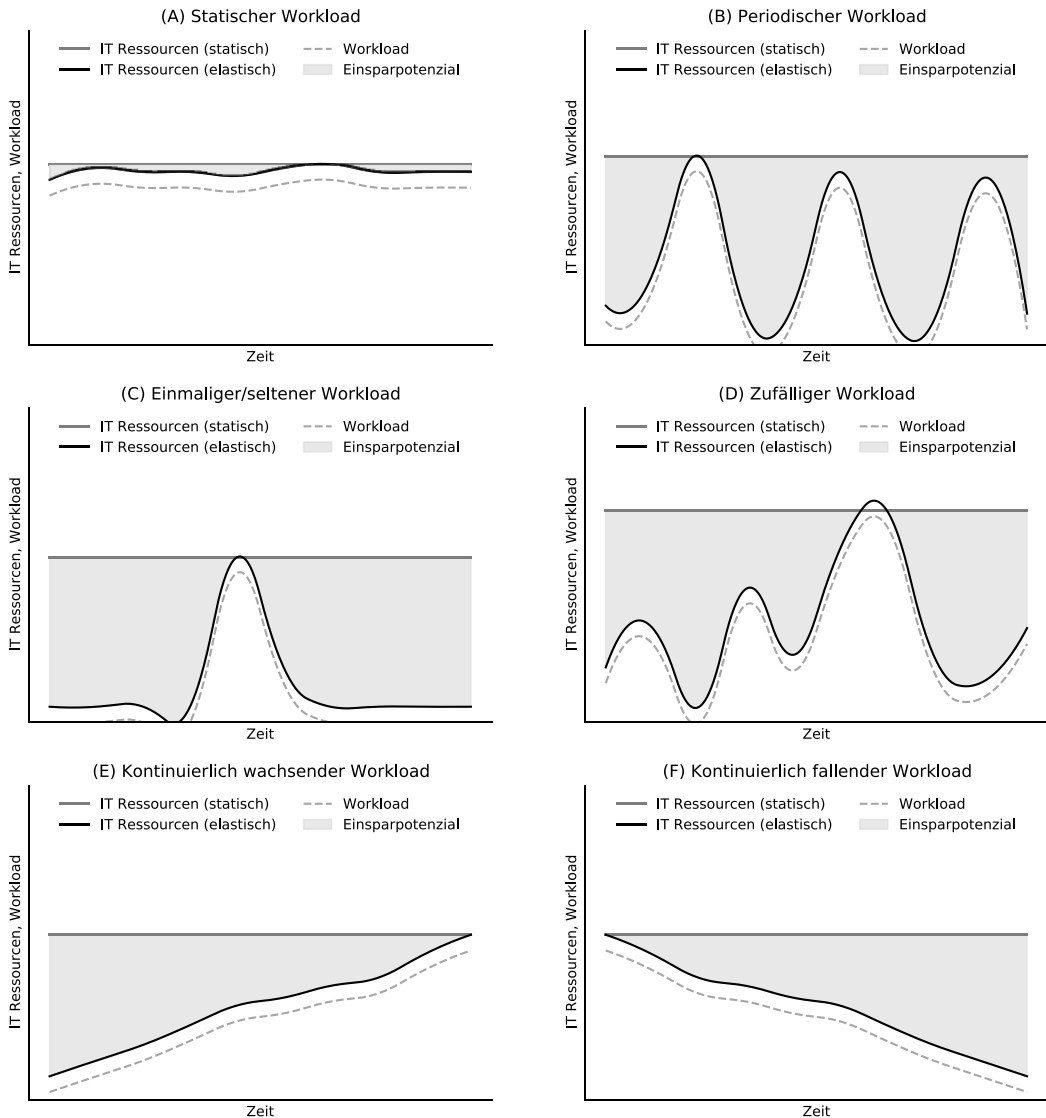 (A) Statischer Workload
IT Ressourcen (statisch)
IT Ressourcen (elastisch)
Workload
Einsparpotenzial
IT Ressourcen, Workload
Zeit
(B) Periodischer Workload
IT Ressourcen (statisch)
IT Ressourcen (elastisch)
Workload
Einsparpotenzial
IT Ressourcen, Workload
Zeit
(C) Einmaliger/seltener Workload
IT Ressourcen (statisch)
IT Ressourcen (elastisch)
Workload
Einsparpotenzial
IT Ressourcen, Workload
Zeit
(D) Zufälliger Workload
IT Ressourcen (statisch)
IT Ressourcen (elastisch)
Workload
Einsparpotenzial
IT Ressourcen, Workload
Zeit
(E) Kontinuierlich wachsender Workload
IT Ressourcen (statisch)
IT Ressourcen (elastisch)
Workload
Einsparpotenzial
IT Ressourcen, Workload
Zeit
(F) Kontinuierlich fallender Workload
IT Ressourcen (statisch)
IT Ressourcen (elastisch)
Workload
Einsparpotenzial
IT Ressourcen, Workload
Zeit